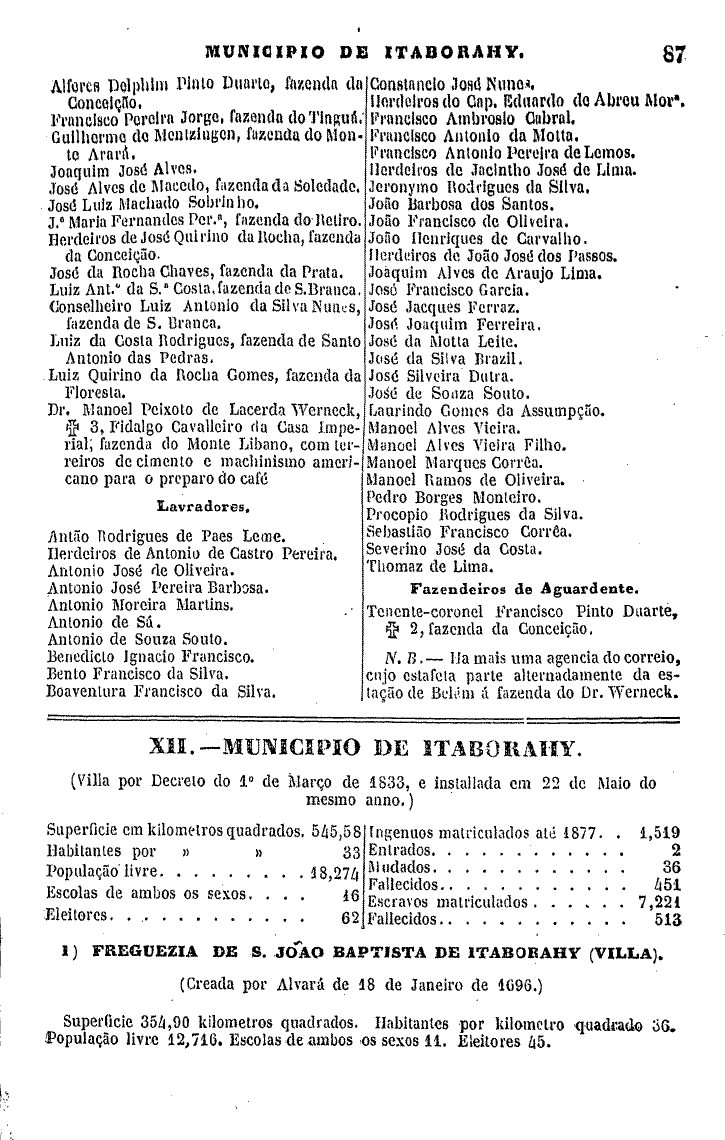 MUNICIPIO DE ITABORAHY. 87
Alferes Delphim Pinto Duarte, fazenda da
Conceição.
Francisco Pereira Jorge, fazenda do Tinguá.
Guilherme de Mentzingen, fazenda do Mon-
te Arará.
Joaquim José Alves.
José Alves de Macedo, fazenda da Soledade.
José Luiz Machado Sobrinho.
J.ª Maria Fernandes Per.ª, fazenda do Retiro.
Herdeiros de José Quirino da Rocha, fazenda
da Conceição.
José da Rocha Chaves, fazenda da Prata.
Luiz Ant.º da S.ª Costa, fazenda de S. Branca.
Conselheiro Luiz Antonio da Silva Nunes,
fazenda de S. Branca.
Luiz da Costa Rodrigues, fazenda de Santo
Antonio das Pedras.
Luiz Quirino da Rocha Gomes, fazenda da
Floresta.
Dr. Manoel Peixoto de Lacerda Werneck,
✠ 3, Fidalgo Cavalleiro da Casa Impe-
rial, fazenda do Monte Libano, com ter-
reiros de cimento e machinismo ameri-
cano para o preparo do café
Lavradores.
Antão Rodrigues de Paes Leme.
Herdeiros de Antonio de Castro Pereira.
Antonio José de Oliveira.
Antonio José Pereira Barbosa.
Antonio Moreira Martins.
Antonio de Sá.
Antonio de Souza Souto.
Benedicto Ignacio Francisco.
Bento Francisco da Silva.
Boaventura Francisco da Silva.
Constancio José Nunes.
Herdeiros do Cap. Eduardo de Abreu Morª.
Francisco Ambrosio Cabral.
Francisco Antonio da Motta.
Francisco Antonio Pereira de Lemos.
Herdeiros de Jacintho José de Lima.
Jeronymo Rodrigues da Silva.
João Barbosa dos Santos.
João Francisco de Oliveira.
João Henriques de Carvalho.
Herdeiros de João José dos Passos.
Joaquim Alves de Araujo Lima.
José Francisco Garcia.
José Jacques Ferraz.
José Joaquim Ferreira.
José da Motta Leite.
José da Silva Brazil.
José Silveira Dutra.
José de Souza Souto.
Laurindo Gomes da Assumpção.
Manoel Alves Vieira.
Manoel Alves Vieira Filho.
Manoel Marques Corrêa.
Manoel Ramos de Oliveira.
Pedro Borges Monteiro.
Procopio Rodrigues da Silva.
Sebastião Francisco Corrêa.
Severino José da Costa.
Thomaz de Lima.
Fazendeiros de Aguardente.
Tenente-coronel Francisco Pinto Duarte,
✠ 2, fazenda da Conceição.
N. B.— Ha mais uma agencia do correio,
cujo estafeta parte alternadamente da es-
tação de Belém á fazenda do Dr. Werneck.
XII.—MUNICIPIO DE ITABORAHY.
(Villa por Decreto do 1º de Março de 1833, e installada em 22 de Maio do
mesmo anno.)
Superficie em kilometros quadrados. 545,58
Habitantes por » » 33
População livre. . . . . . . . . 18,274
Escolas de ambos os sexos. . . . 16
Eleitores. . . . . . . . . . . . 62
Ingenuos matriculados até 1877. . 1,519
Entrados. . . . . . . . . . . . 2
Mudados. . . . . . . . . . . . 36
Fallecidos. . . . . . . . . . . . 451
Escravos matriculados . . . . . . 7,221
Fallecidos. . . . . . . . . . . . 513
1) FREGUEZIA DE S. JOÃO BAPTISTA DE ITABORAHY (VILLA).
(Creada por Alvará de 18 de Janeiro de 1696.)
Superficie 354,90 kilometros quadrados. Habitantes por kilometro quadrado 36.
População livre 12,716. Escolas de ambos os sexos 11. Eleitores 45.